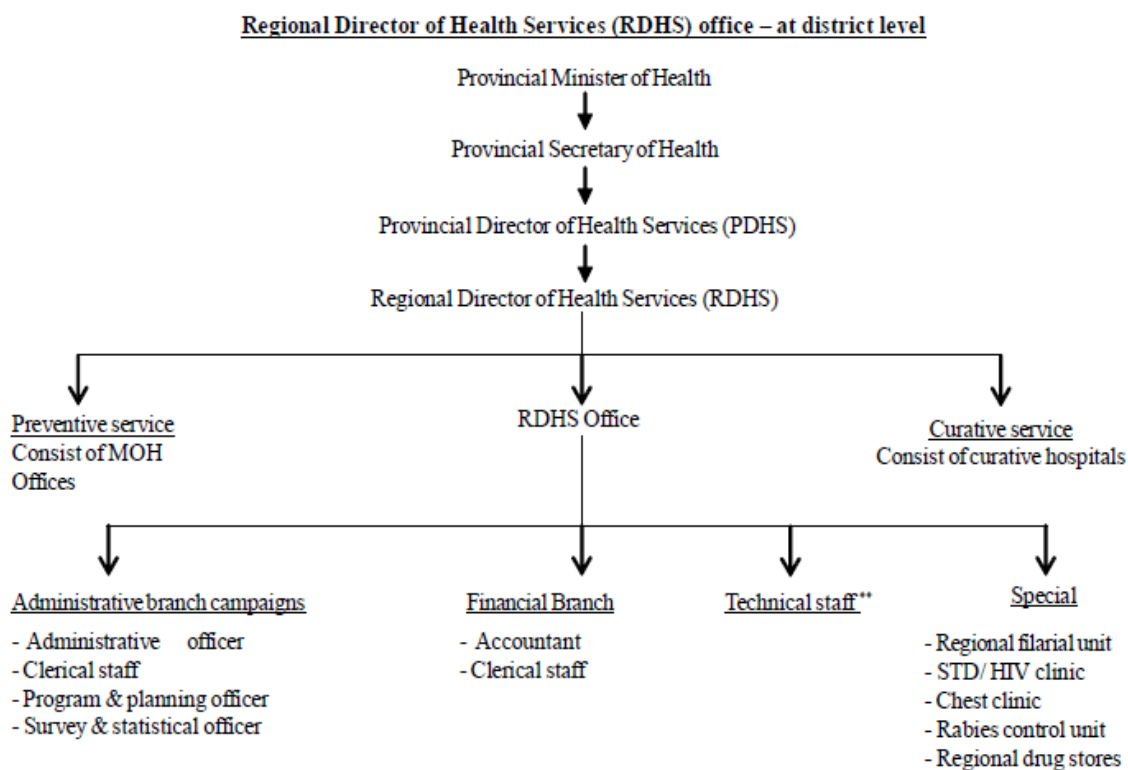 Regional Director of Health Services (RDHS) office – at district level
Provincial Minister of Health
Provincial Secretary of Health
Provincial Director of Health Services (PDHS)
Regional Director of Health Services (RDHS)
Preventive service
Consist of MOH
Offices
RDHS Office
Curative service
Consist of curative hospitals
Administrative branch campaigns
- Administrative officer
- Clerical staff
- Program & planning officer
- Survey & statistical officer
Financial Branch
- Accountant
- Clerical staff
Technical staff**
Special
- Regional filarial unit
- STD/ HIV clinic
- Chest clinic
- Rabies control unit
- Regional drug stores